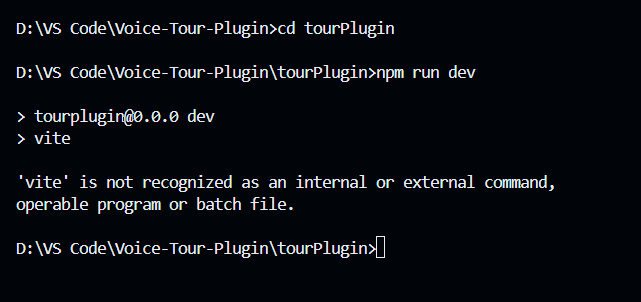 D:\VS Code\Voice-Tour-Plugin>cd tourPlugin
D:\VS Code\Voice-Tour-Plugin\tourPlugin>npm run dev
> tourplugin@0.0.0 dev
> vite
'vite' is not recognized as an internal or external command,
operable program or batch file.
D:\VS Code\Voice-Tour-Plugin\tourPlugin>